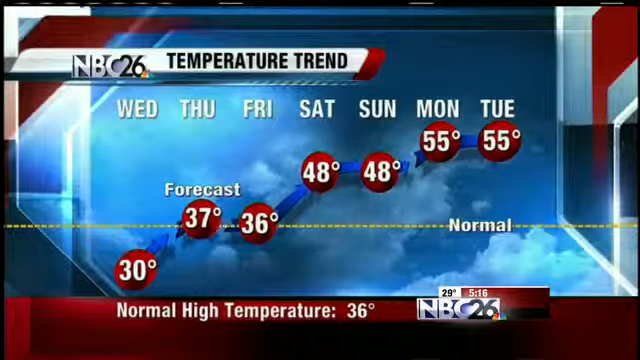 NBC26 TEMPERATURE TREND
WED THU FRI SAT SUN MON TUE
55° 55°
48° 48°
Forecast
37° 36°
Normal
30°
29° 5:16
Normal High Temperature: 36°
NBC26